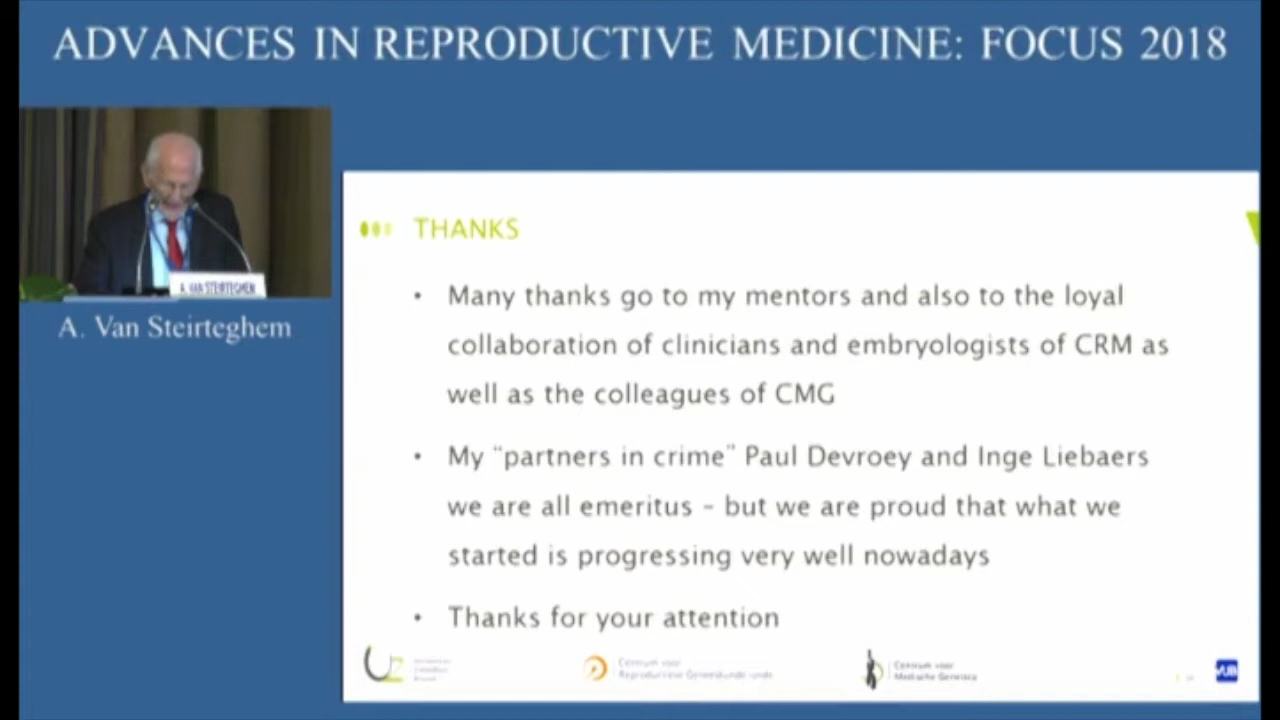 ADVANCES IN REPRODUCTIVE MEDICINE: FOCUS 2018
A. VAN STEIRTEGHEM
A. Van Steirteghem
THANKS
• Many thanks go to my mentors and also to the loyal
collaboration of clinicians and embryologists of CRM as
well as the colleagues of CMG
• My “partners in crime” Paul Devroey and Inge Liebaers
we are all emeritus – but we are proud that what we
started is progressing very well nowadays
• Thanks for your attention
UZ
Centrum voor
Reproductieve Geneeskunde
Centrum voor
Medische Genetica
VUB